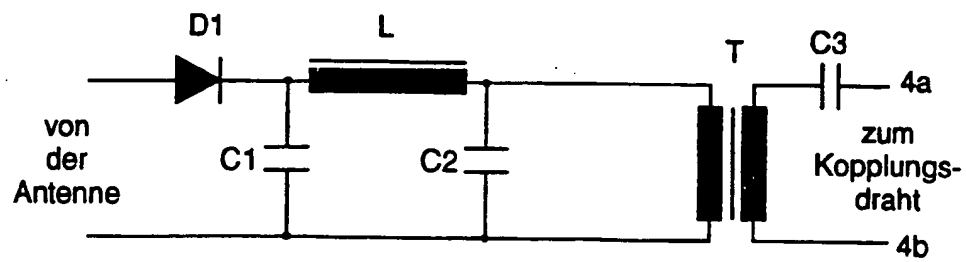 D1
L
T
C3
4a
von
der
Antenne
C1
C2
zum
Kopplungs-
draht
4b